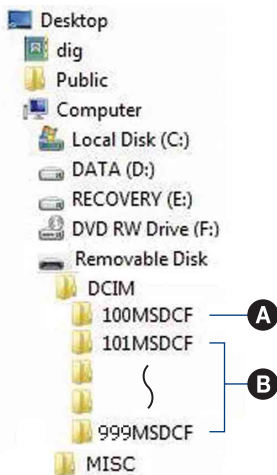 Desktop
dig
Public
Computer
Local Disk (C:)
DATA (D:)
RECOVERY (E:)
DVD RW Drive (F:)
Removable Disk
DCIM
100MSDCF A
101MSDCF
B
999MSDCF
MISC